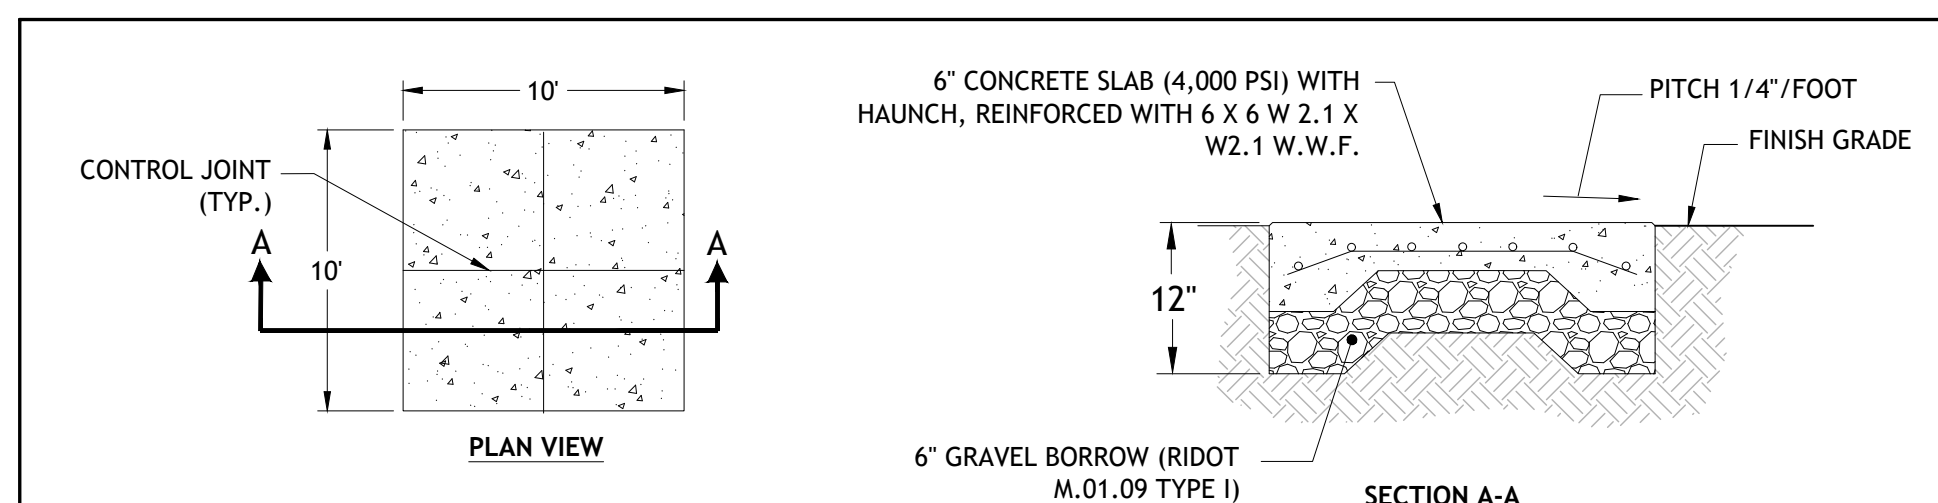 10'
CONTROL JOINT
(TYP.)
A
A
10'
PLAN VIEW
6" CONCRETE SLAB (4,000 PSI) WITH
HAUNCH, REINFORCED WITH 6 X 6 W 2.1 X
W2.1 W.W.F.
PITCH 1/4"/FOOT
FINISH GRADE
12"
6" GRAVEL BORROW (RIDOT
M.01.09 TYPE I)
SECTION A-A